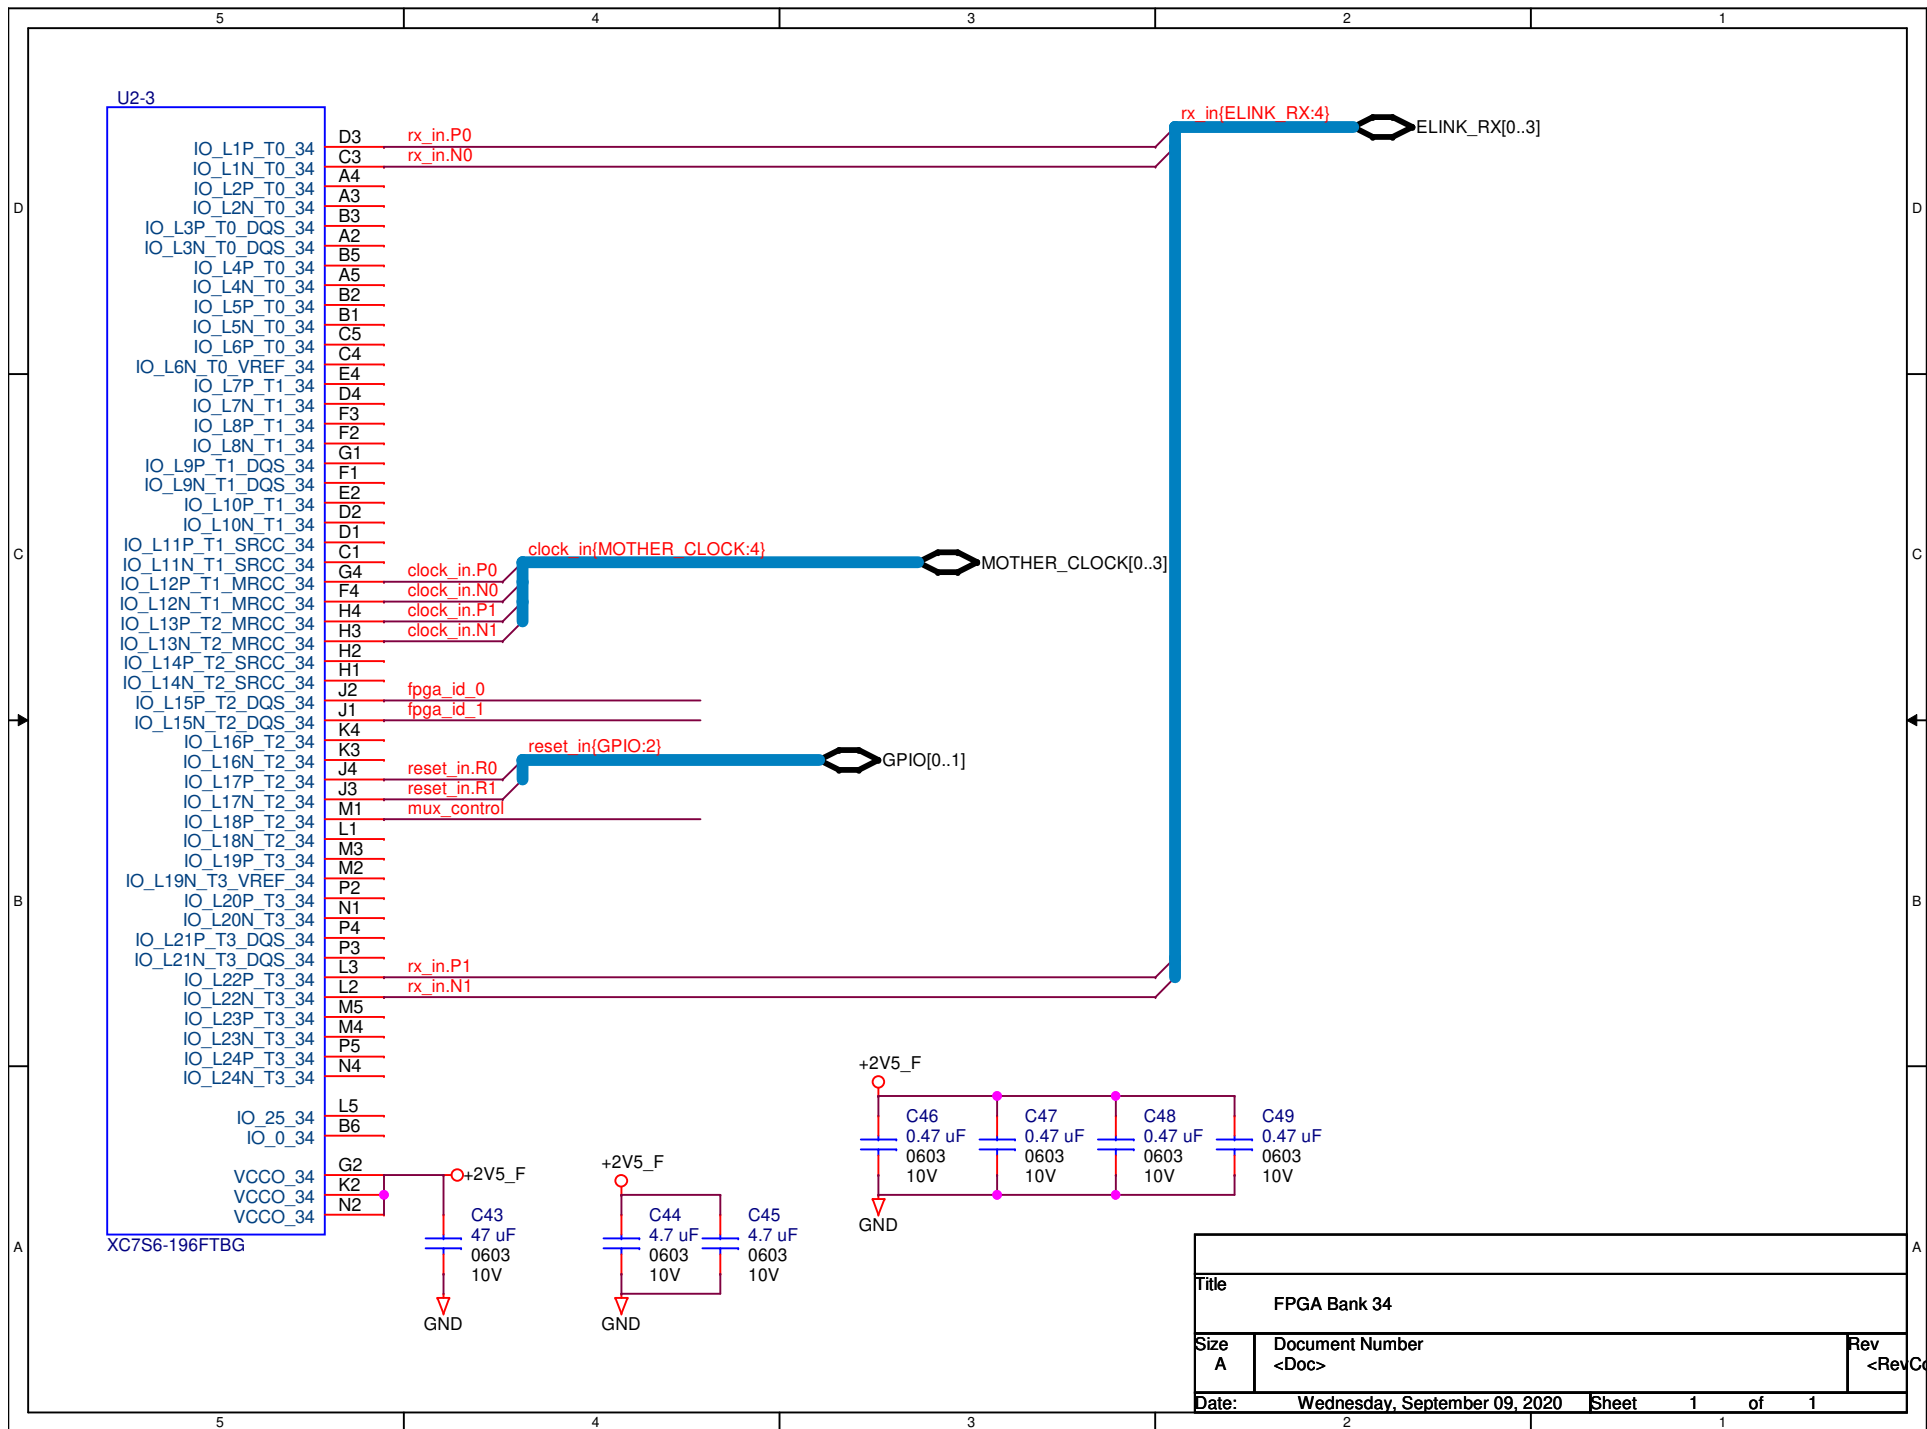 5 4 3 2 1
D
D
C
C
B
B
A
A
U2-3
IO_L1P_T0_34 D3 rx_in.P0
IO_L1N_T0_34 C3 rx_in.N0
IO_L2P_T0_34 A4
IO_L2N_T0_34 A3
IO_L3P_T0_DQS_34 B3
IO_L3N_T0_DQS_34 A2
IO_L4P_T0_34 B5
IO_L4N_T0_34 A5
IO_L5P_T0_34 B2
IO_L5N_T0_34 B1
IO_L6P_T0_34 C5
IO_L6N_T0_VREF_34 C4
IO_L7P_T1_34 E4
IO_L7N_T1_34 D4
IO_L8P_T1_34 F3
IO_L8N_T1_34 F2
IO_L9P_T1_DQS_34 G1
IO_L9N_T1_DQS_34 F1
IO_L10P_T1_34 E2
IO_L10N_T1_34 D2
IO_L11P_T1_SRCC_34 D1
IO_L11N_T1_SRCC_34 C1
IO_L12P_T1_MRCC_34 G4 clock_in.P0
IO_L12N_T1_MRCC_34 F4 clock_in.N0
IO_L13P_T2_MRCC_34 H4 clock_in.P1
IO_L13N_T2_MRCC_34 H3 clock_in.N1
IO_L14P_T2_SRCC_34 H2
IO_L14N_T2_SRCC_34 H1
IO_L15P_T2_DQS_34 J2 fpga_id_0
IO_L15N_T2_DQS_34 J1 fpga_id_1
IO_L16P_T2_34 K4
IO_L16N_T2_34 K3
IO_L17P_T2_34 J4 reset_in.R0
IO_L17N_T2_34 J3 reset_in.R1
IO_L18P_T2_34 M1 mux_control
IO_L18N_T2_34 L1
IO_L19P_T3_34 M3
IO_L19N_T3_VREF_34 M2
IO_L20P_T3_34 P2
IO_L20N_T3_34 N1
IO_L21P_T3_DQS_34 P4
IO_L21N_T3_DQS_34 P3
IO_L22P_T3_34 L3 rx_in.P1
IO_L22N_T3_34 L2 rx_in.N1
IO_L23P_T3_34 M5
IO_L23N_T3_34 M4
IO_L24P_T3_34 P5
IO_L24N_T3_34 N4
IO_25_34 L5
IO_0_34 B6
VCCO_34 G2
VCCO_34 K2
VCCO_34 N2
XC7S6-196FTBG
rx_in{ELINK_RX:4} ELINK_RX[0..3]
clock_in{MOTHER_CLOCK:4} MOTHER_CLOCK[0..3]
reset_in{GPIO:2} GPIO[0..1]
+2V5_F
C43
47 uF
0603
10V
GND
+2V5_F
C44 C45
4.7 uF 4.7 uF
0603 0603
10V 10V
GND
+2V5_F
C46 C47 C48 C49
0.47 uF 0.47 uF 0.47 uF 0.47 uF
0603 0603 0603 0603
10V 10V 10V 10V
GND
Title
FPGA Bank 34
Size Document Number Rev
A <Doc> <RevCo
Date: Wednesday, September 09, 2020 Sheet 1 of 1
5 4 3 2 1